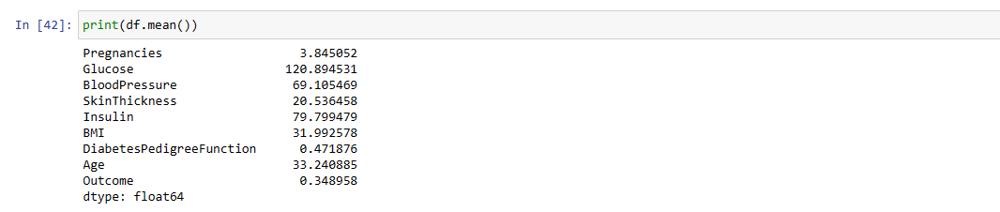 In [42]: print(df.mean())
Pregnancies 3.845052
Glucose 120.894531
BloodPressure 69.105469
SkinThickness 20.536458
Insulin 79.799479
BMI 31.992578
DiabetesPedigreeFunction 0.471876
Age 33.240885
Outcome 0.348958
dtype: float64